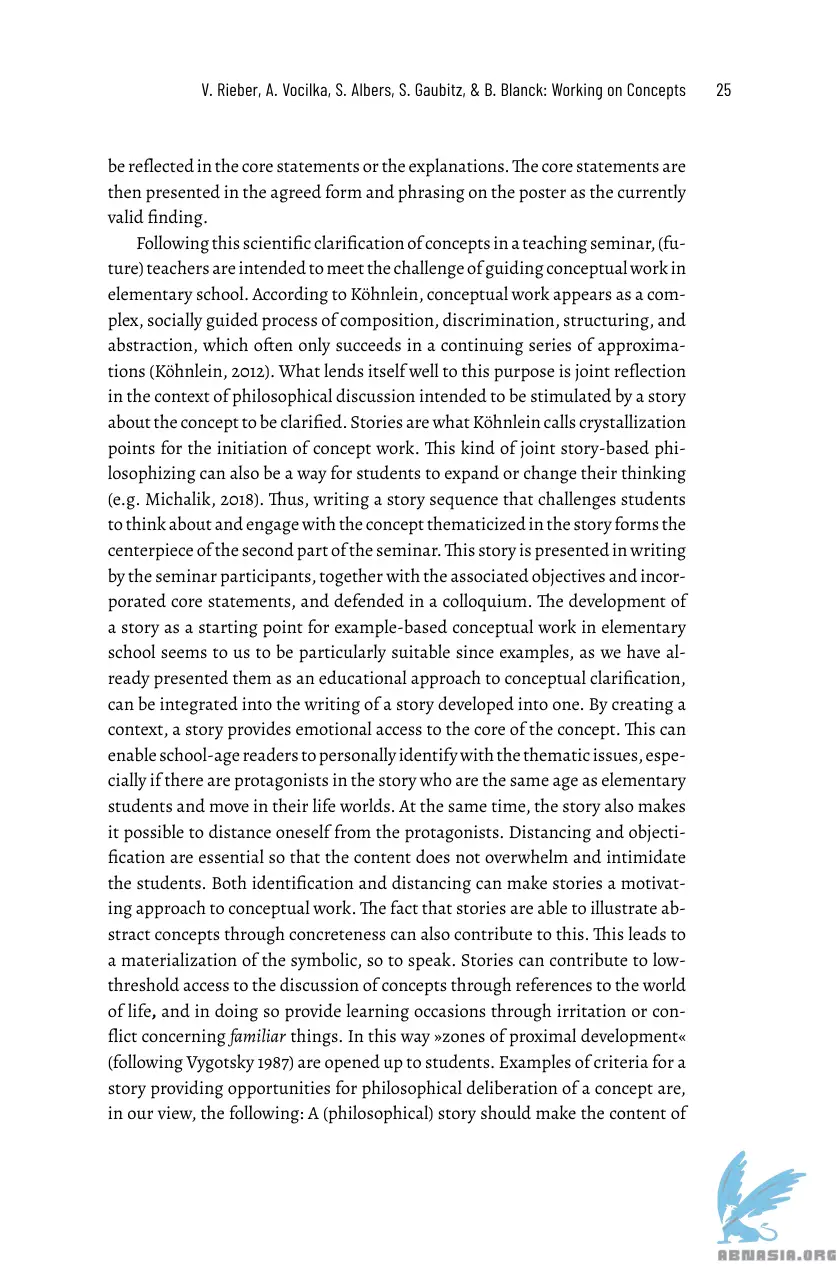 V. Rieber, A. Vocilka, S. Albers, S. Gaubitz, & B. Blanck: Working on Concepts 25
be reflected in the core statements or the explanations. The core statements are
then presented in the agreed form and phrasing on the poster as the currently
valid finding.
Following this scientific clarification of concepts in a teaching seminar, (fu-
ture) teachers are intended to meet the challenge of guiding conceptual work in
elementary school. According to Köhnlein, conceptual work appears as a com-
plex, socially guided process of composition, discrimination, structuring, and
abstraction, which often only succeeds in a continuing series of approxima-
tions (Köhnlein, 2012). What lends itself well to this purpose is joint reflection
in the context of philosophical discussion intended to be stimulated by a story
about the concept to be clarified. Stories are what Köhnlein calls crystallization
points for the initiation of concept work. This kind of joint story-based phi-
losophizing can also be a way for students to expand or change their thinking
(e.g. Michalik, 2018). Thus, writing a story sequence that challenges students
to think about and engage with the concept thematicized in the story forms the
centerpiece of the second part of the seminar. This story is presented in writing
by the seminar participants, together with the associated objectives and incor-
porated core statements, and defended in a colloquium. The development of
a story as a starting point for example-based conceptual work in elementary
school seems to us to be particularly suitable since examples, as we have al-
ready presented them as an educational approach to conceptual clarification,
can be integrated into the writing of a story developed into one. By creating a
context, a story provides emotional access to the core of the concept. This can
enable school-age readers to personally identify with the thematic issues, espe-
cially if there are protagonists in the story who are the same age as elementary
students and move in their life worlds. At the same time, the story also makes
it possible to distance oneself from the protagonists. Distancing and objecti-
fication are essential so that the content does not overwhelm and intimidate
the students. Both identification and distancing can make stories a motivat-
ing approach to conceptual work. The fact that stories are able to illustrate ab-
stract concepts through concreteness can also contribute to this. This leads to
a materialization of the symbolic, so to speak. Stories can contribute to low-
threshold access to the discussion of concepts through references to the world
of life, and in doing so provide learning occasions through irritation or con-
flict concerning familiar things. In this way »zones of proximal development«
(following Vygotsky 1987) are opened up to students. Examples of criteria for a
story providing opportunities for philosophical deliberation of a concept are,
in our view, the following: A (philosophical) story should make the content of
ABNASIA.ORG